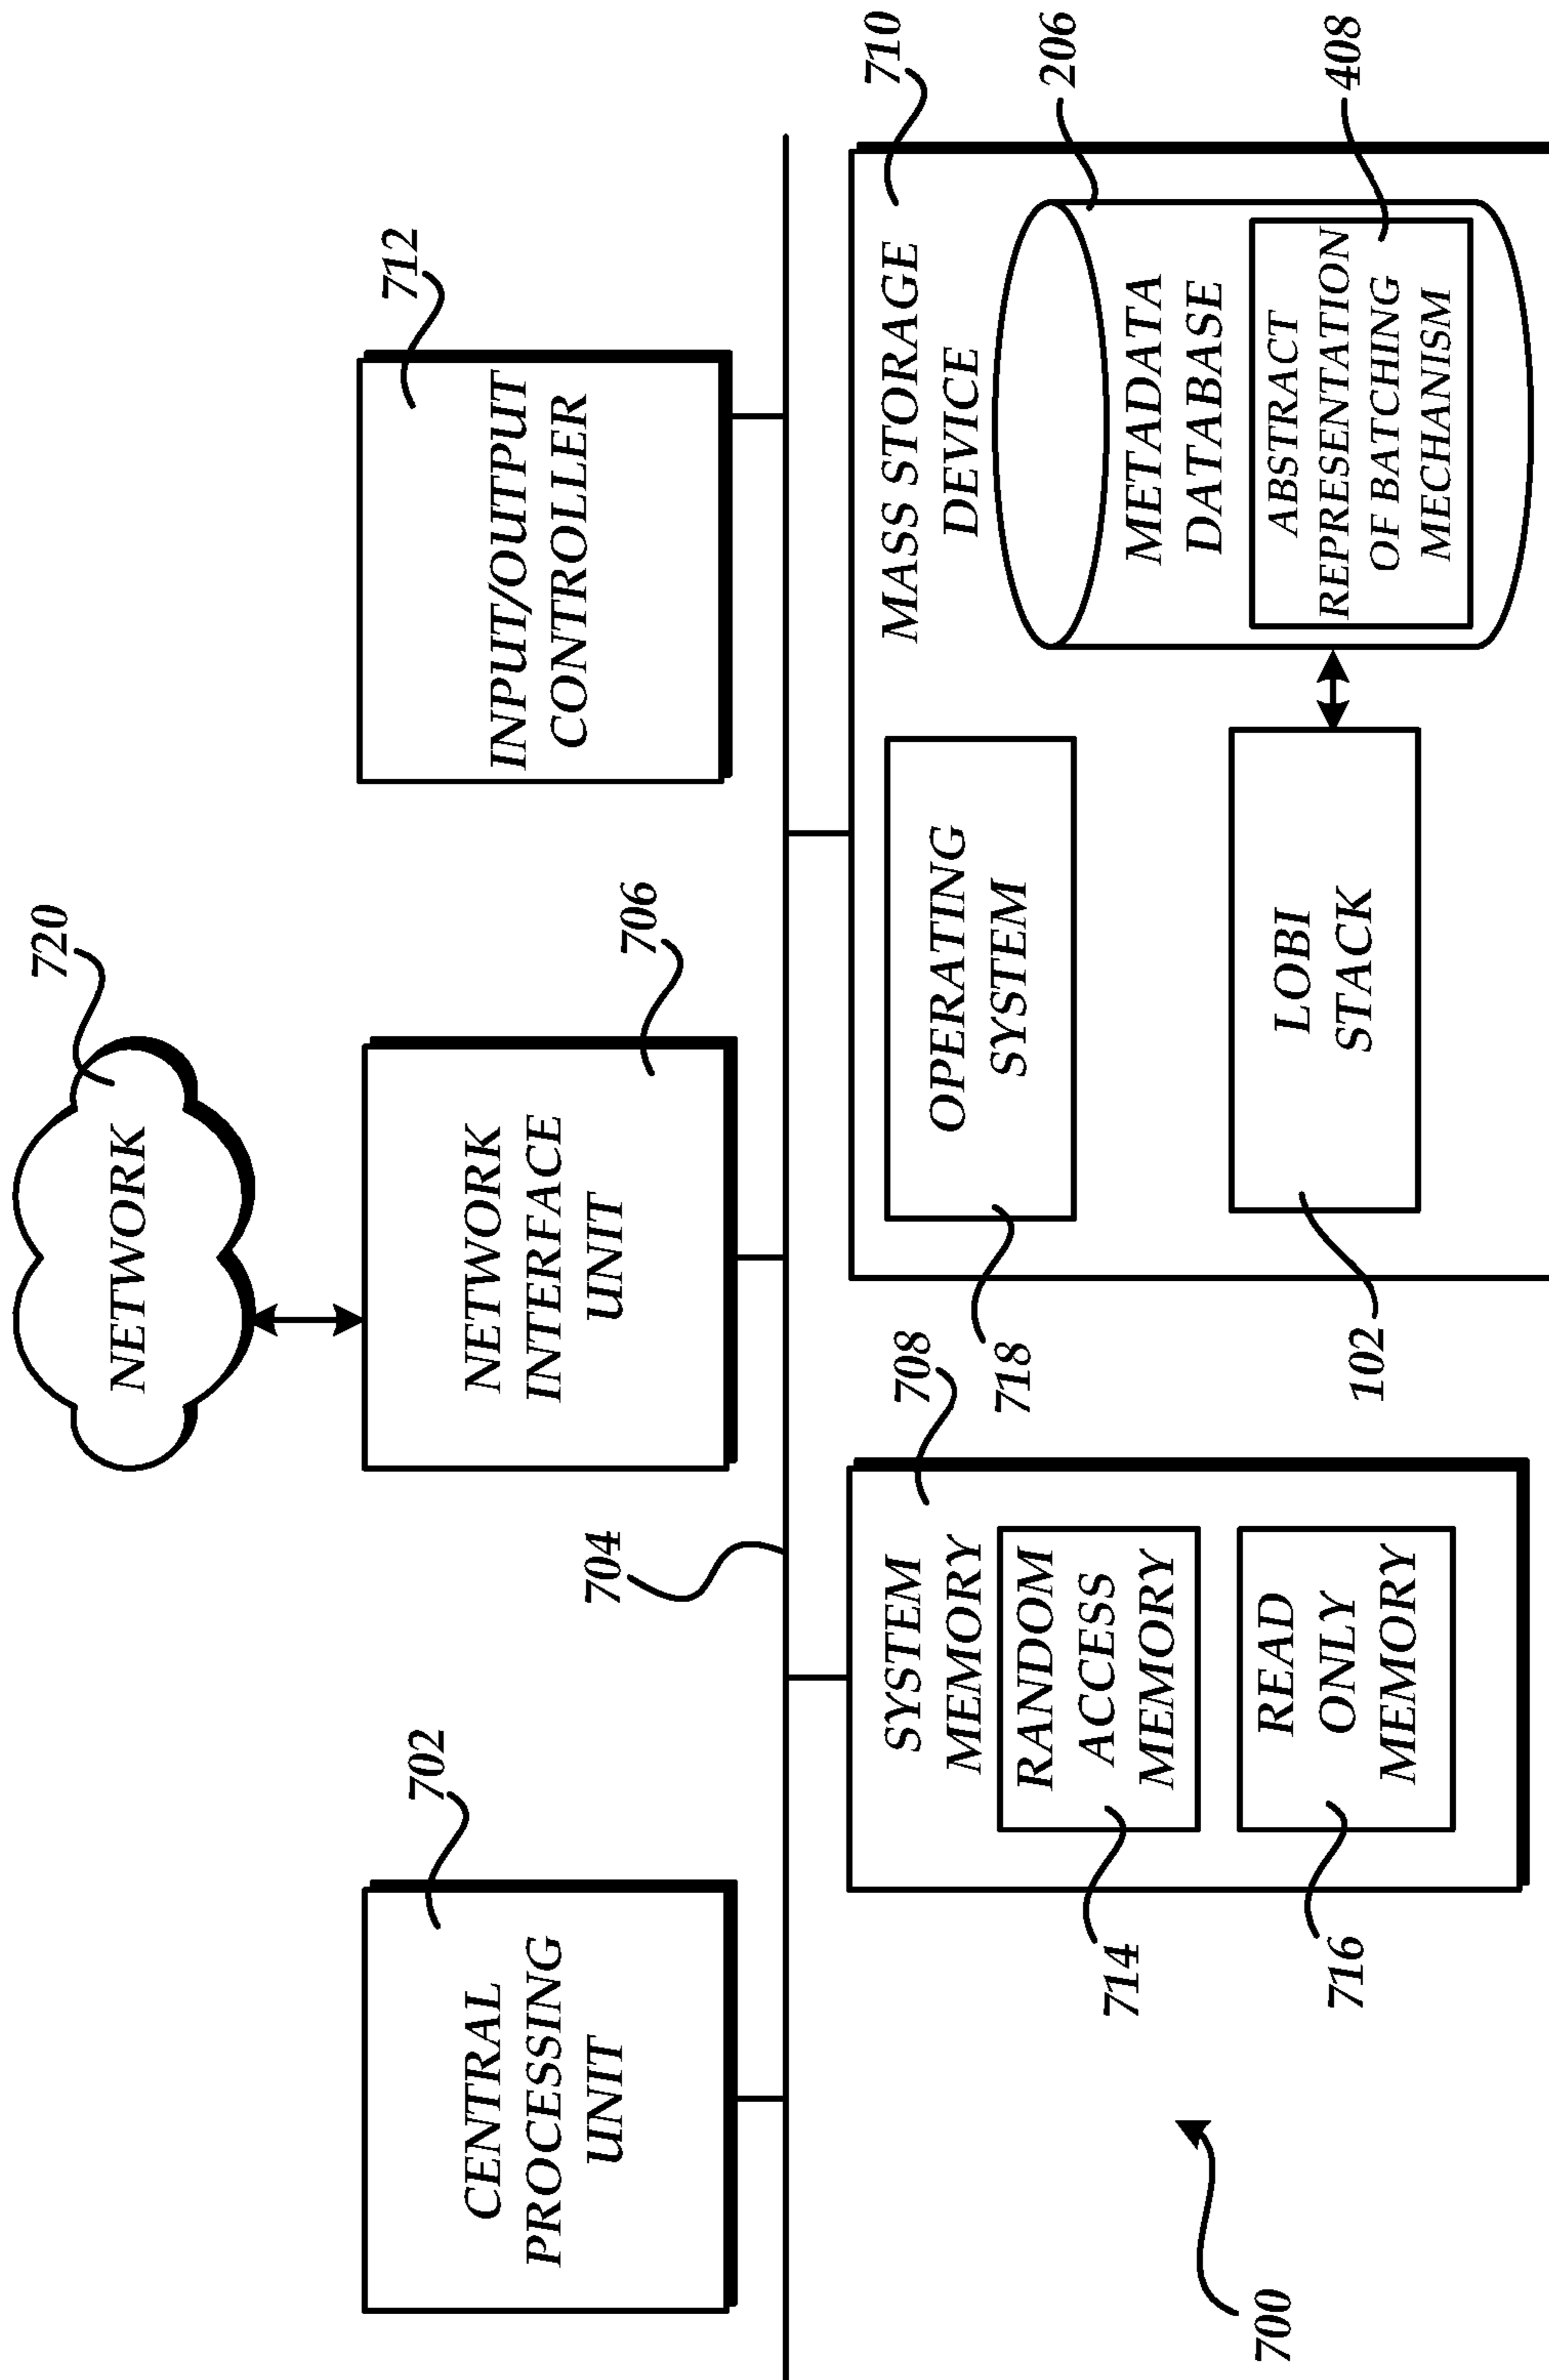 720
NETWORK
702
706
712
CENTRAL
PROCESSING
UNIT
NETWORK
INTERFACE
UNIT
INPUT/OUTPUT
CONTROLLER
704
708
710
SYSTEM
MEMORY
RANDOM
ACCESS
MEMORY
READ
ONLY
MEMORY
714
716
MASS STORAGE
DEVICE
OPERATING
SYSTEM
718
LOBI
STACK
102
206
METADATA
DATABASE
ABSTRACT
REPRESENTATION
OF BATCHING
MECHANISM
408
700